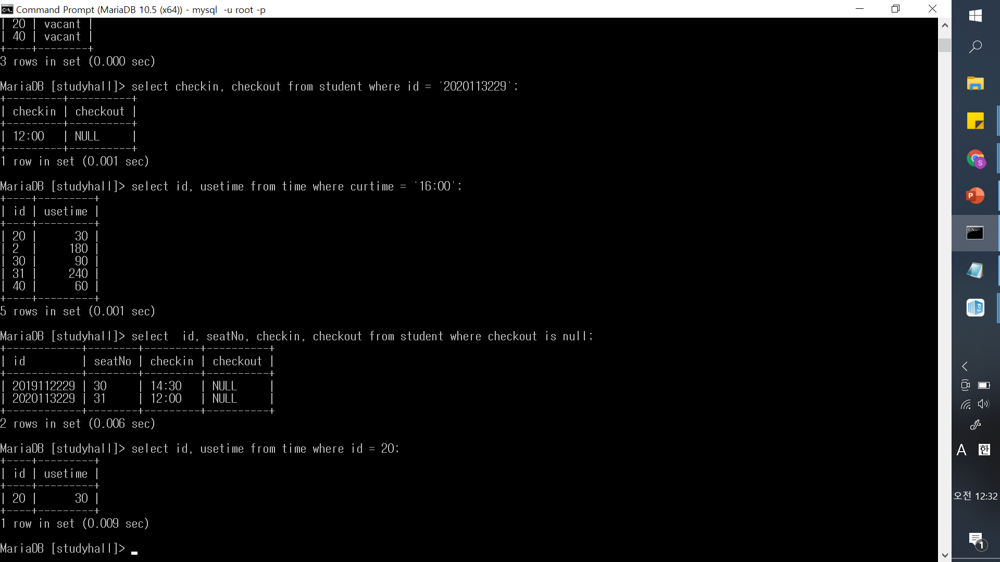 Command Prompt (MariaDB 10.5 (x64)) - mysql  -u root -p
| 20 | vacant |
| 40 | vacant |
+----+--------+
3 rows in set (0.000 sec)
MariaDB [studyhall]> select checkin, checkout from student where id = '2020113229';
+---------+----------+
| checkin | checkout |
+---------+----------+
| 12:00   | NULL     |
+---------+----------+
1 row in set (0.001 sec)
MariaDB [studyhall]> select id, usetime from time where curtime = '16:00';
+----+---------+
| id | usetime |
+----+---------+
| 20 |      30 |
| 2  |     180 |
| 30 |      90 |
| 31 |     240 |
| 40 |      60 |
+----+---------+
5 rows in set (0.001 sec)
MariaDB [studyhall]> select  id, seatNo, checkin, checkout from student where checkout is null;
+------------+--------+---------+----------+
| id         | seatNo | checkin | checkout |
+------------+--------+---------+----------+
| 2019112229 | 30     | 14:30   | NULL     |
| 2020113229 | 31     | 12:00   | NULL     |
+------------+--------+---------+----------+
2 rows in set (0.006 sec)
MariaDB [studyhall]> select id, usetime from time where id = 20;
+----+---------+
| id | usetime |
+----+---------+
| 20 |      30 |
+----+---------+
1 row in set (0.009 sec)
MariaDB [studyhall]>
S
P
A 한
오전 12:32
1